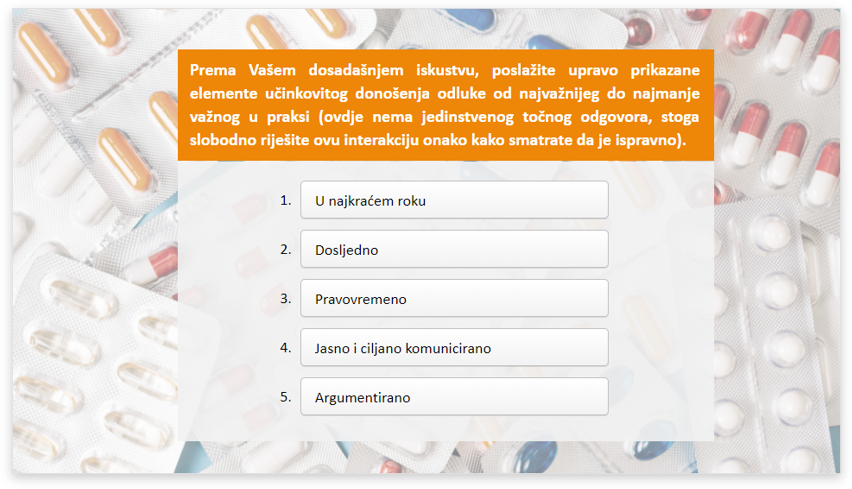 Prema Vašem dosadašnjem iskustvu, poslažite upravo prikazane
elemente učinkovitog donošenja odluke od najvažnijeg do najmanje
važnog u praksi (ovdje nema jedinstvenog točnog odgovora, stoga
slobodno riješite ovu interakciju onako kako smatrate da je ispravno).
1. U najkraćem roku
2. Dosljedno
3. Pravovremeno
4. Jasno i ciljano komunicirano
5. Argumentirano